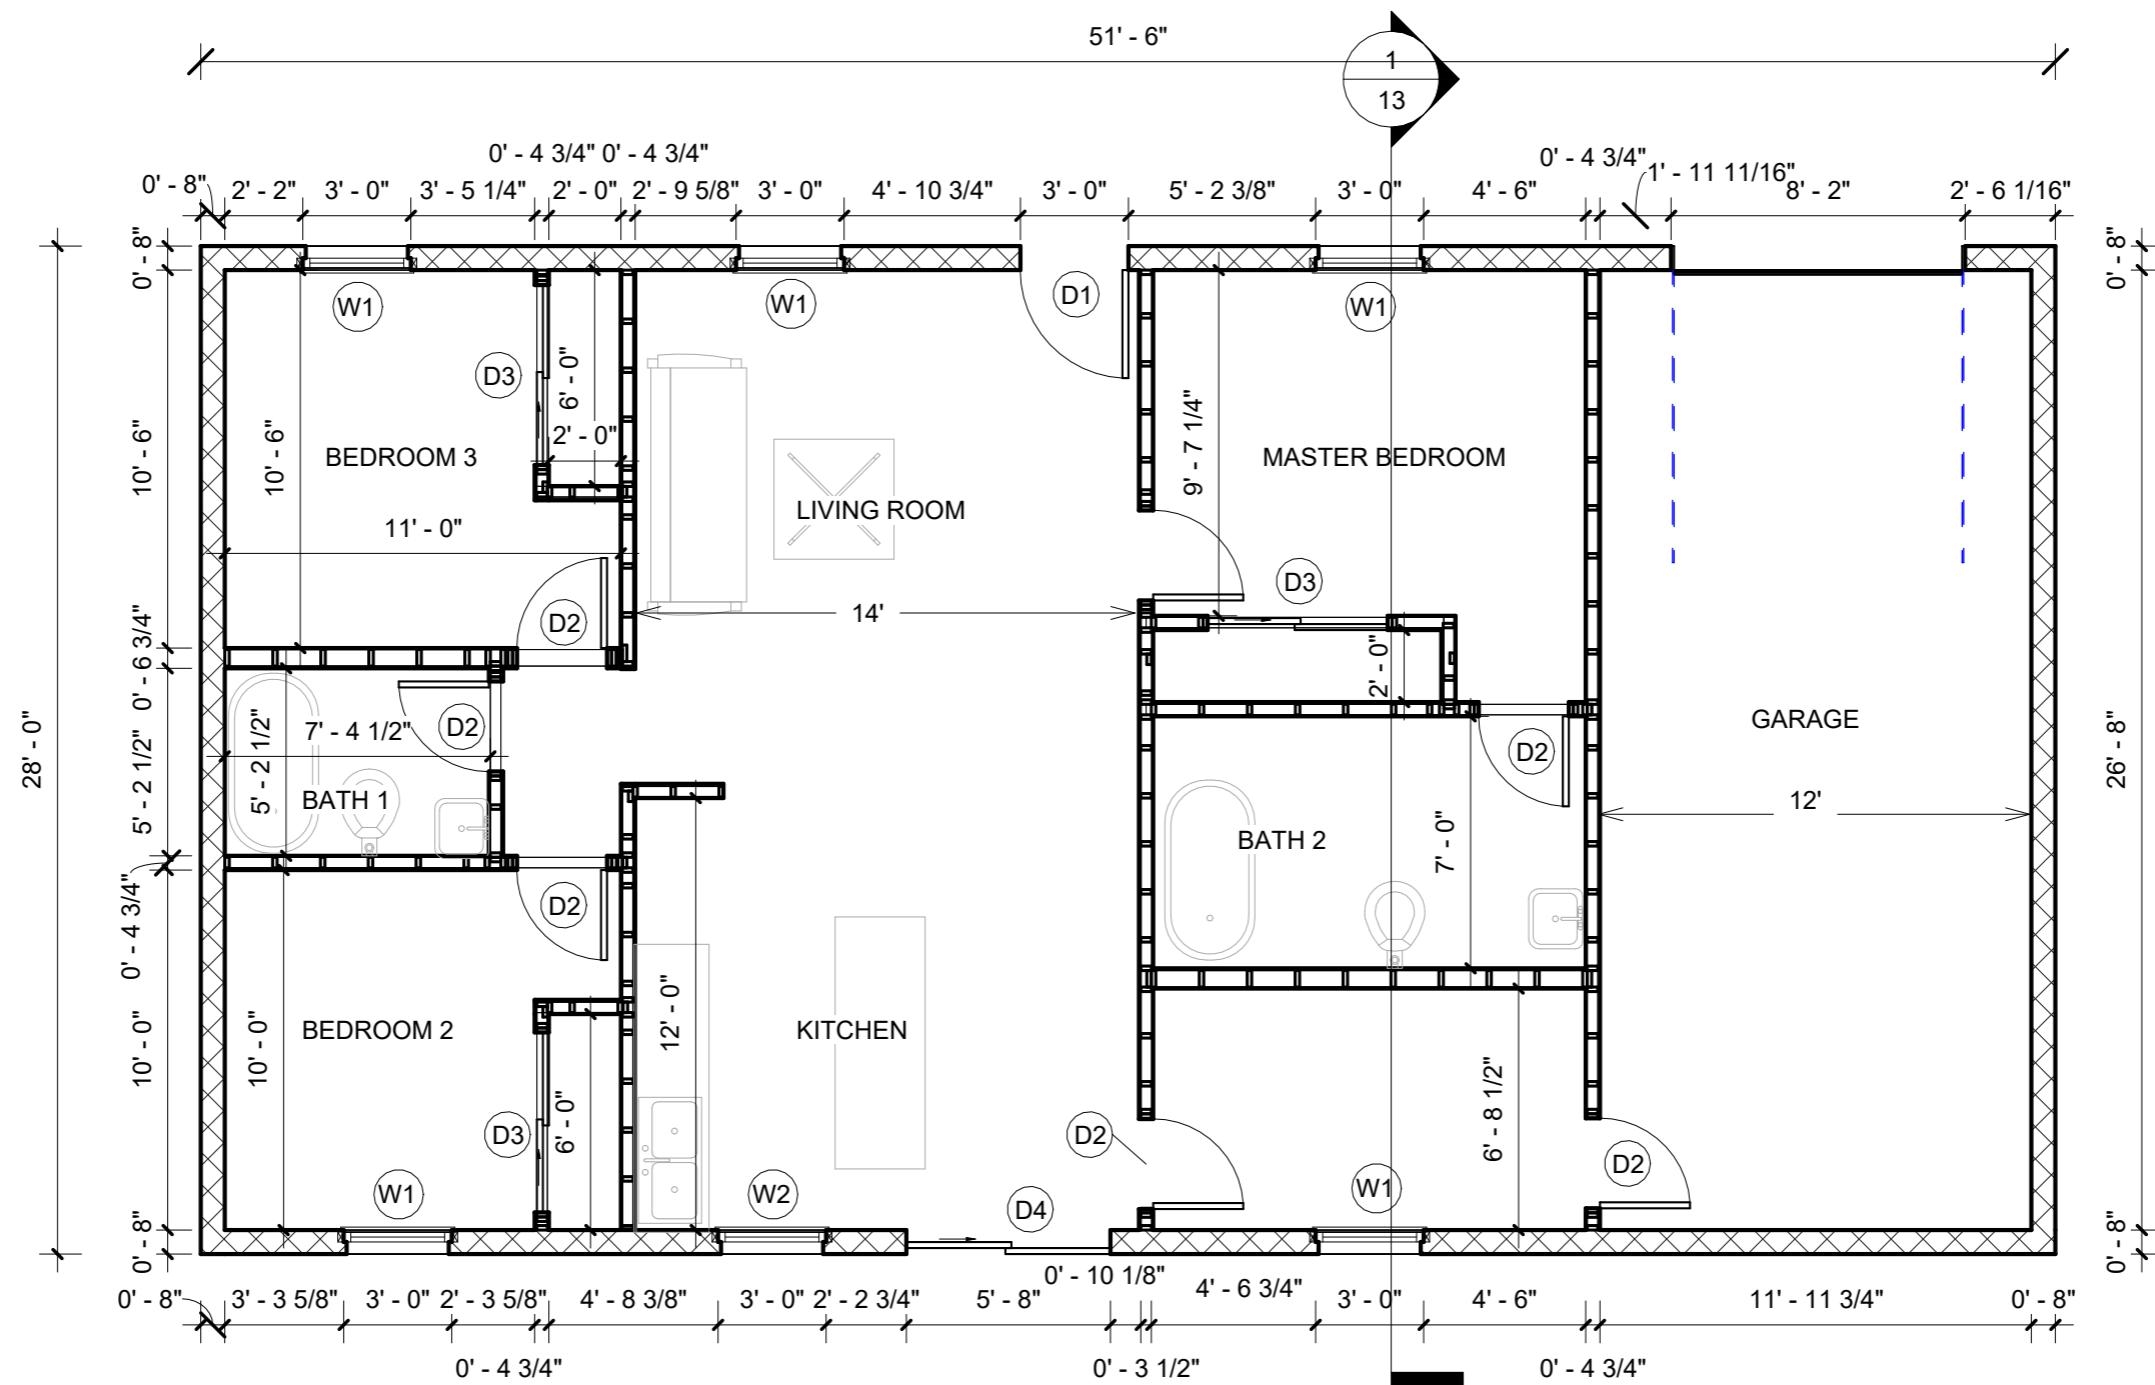 51' - 6"
1
13
0' - 4 3/4" 0' - 4 3/4"
0' - 4 3/4"
0' - 8"
2' - 2"
3' - 0"
3' - 5 1/4"
2' - 0"
2' - 9 5/8"
3' - 0"
4' - 10 3/4"
3' - 0"
5' - 2 3/8"
3' - 0"
4' - 6"
1' - 11 11/16"
8' - 2"
2' - 6 1/16"
0' - 8"
0' - 8"
W1
W1
D1
W1
D3
6' - 0"
2' - 0"
10' - 6"
10' - 6"
BEDROOM 3
11' - 0"
LIVING ROOM
9' - 7 1/4"
MASTER BEDROOM
D3
14'
D2
0' - 6 3/4"
2' - 0"
28' - 0"
5' - 2 1/2"
5' - 2 1/2"
7' - 4 1/2"
D2
BATH 1
D2
GARAGE
26' - 8"
12'
BATH 2
7' - 0"
0' - 4 3/4"
D2
10' - 0"
10' - 0"
BEDROOM 2
12' - 0"
KITCHEN
D3
6' - 0"
D2
6' - 8 1/2"
D2
W1
W2
D4
W1
0' - 8"
0' - 8"
0' - 8"
3' - 3 5/8"
3' - 0"
2' - 3 5/8"
4' - 8 3/8"
3' - 0"
2' - 2 3/4"
5' - 8"
0' - 10 1/8"
4' - 6 3/4"
3' - 0"
4' - 6"
11' - 11 3/4"
0' - 8"
0' - 4 3/4"
0' - 3 1/2"
0' - 4 3/4"